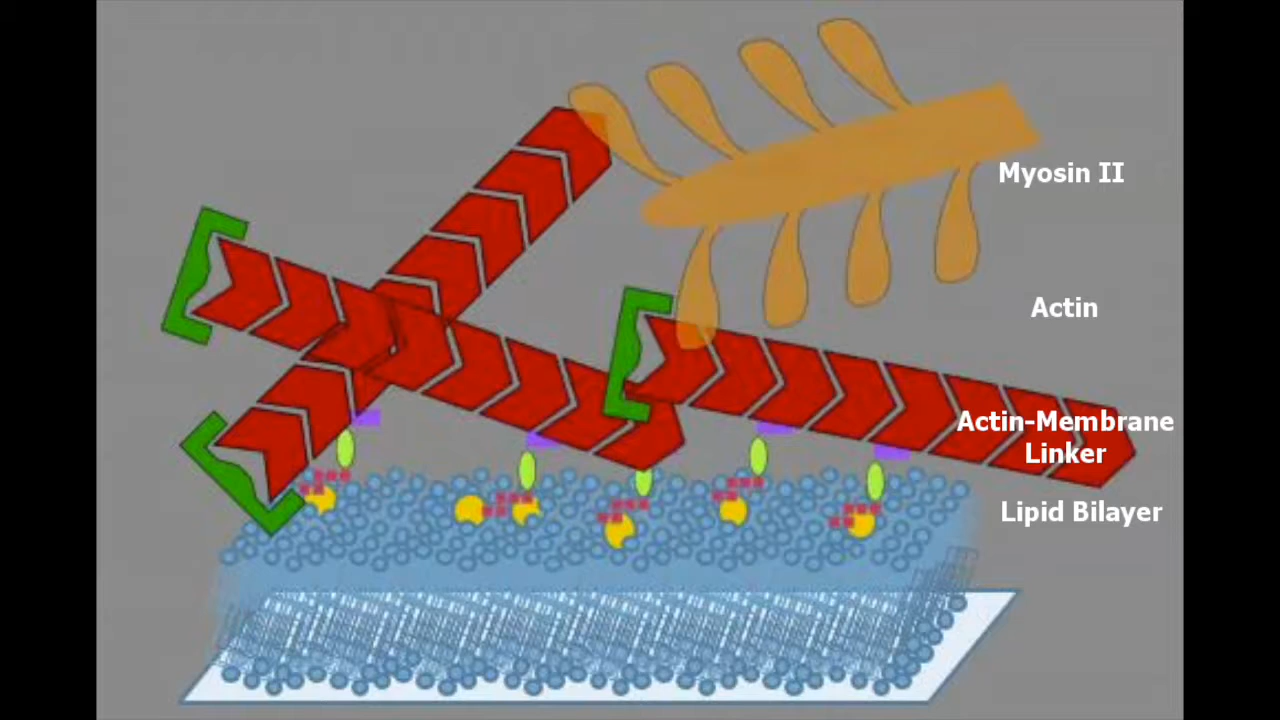 Myosin II
Actin
Actin-Membrane
Linker
Lipid Bilayer